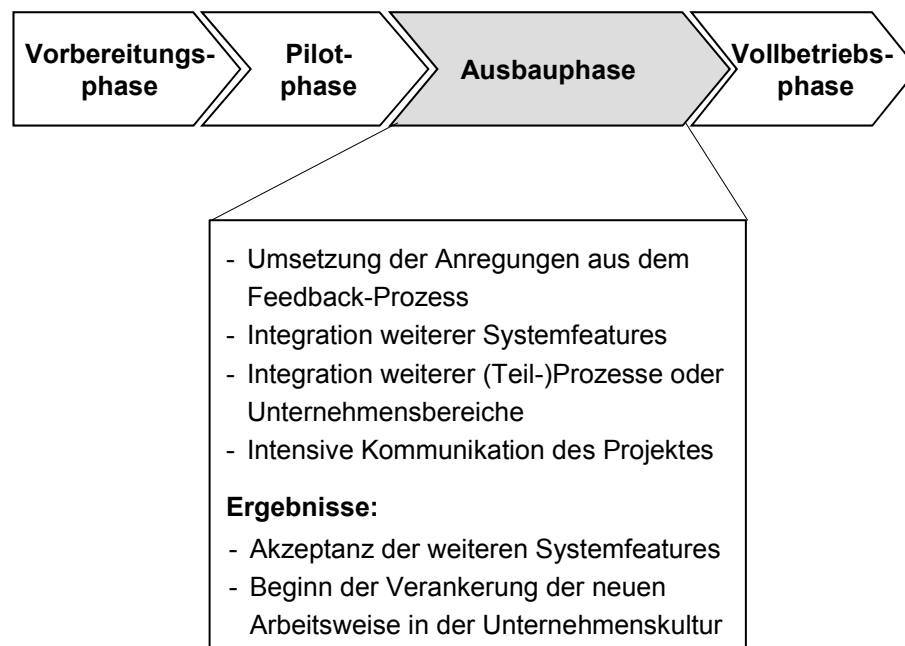 Vorbereitungs-
phase
Pilot-
phase
Ausbauphase
Vollbetriebs-
phase
- Umsetzung der Anregungen aus dem
Feedback-Prozess
- Integration weiterer Systemfeatures
- Integration weiterer (Teil-)Prozesse oder
Unternehmensbereiche
- Intensive Kommunikation des Projektes
Ergebnisse:
- Akzeptanz der weiteren Systemfeatures
- Beginn der Verankerung der neuen
Arbeitsweise in der Unternehmenskultur